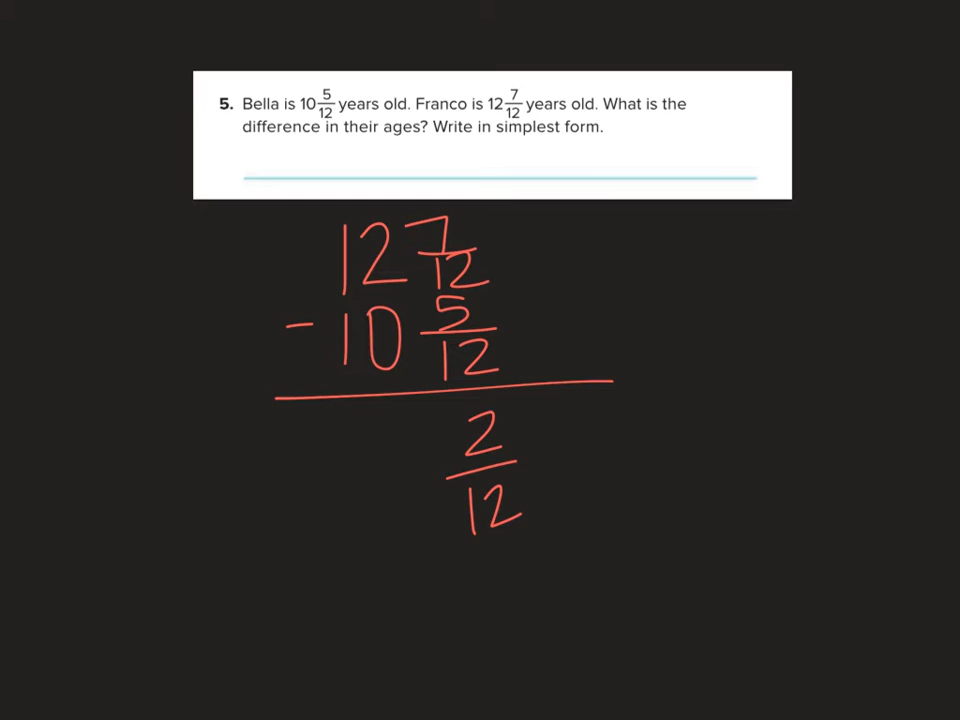 5. Bella is 10 5/12 years old. Franco is 12 7/12 years old. What is the
difference in their ages? Write in simplest form.
12 7/12
- 10 5/12
2/12